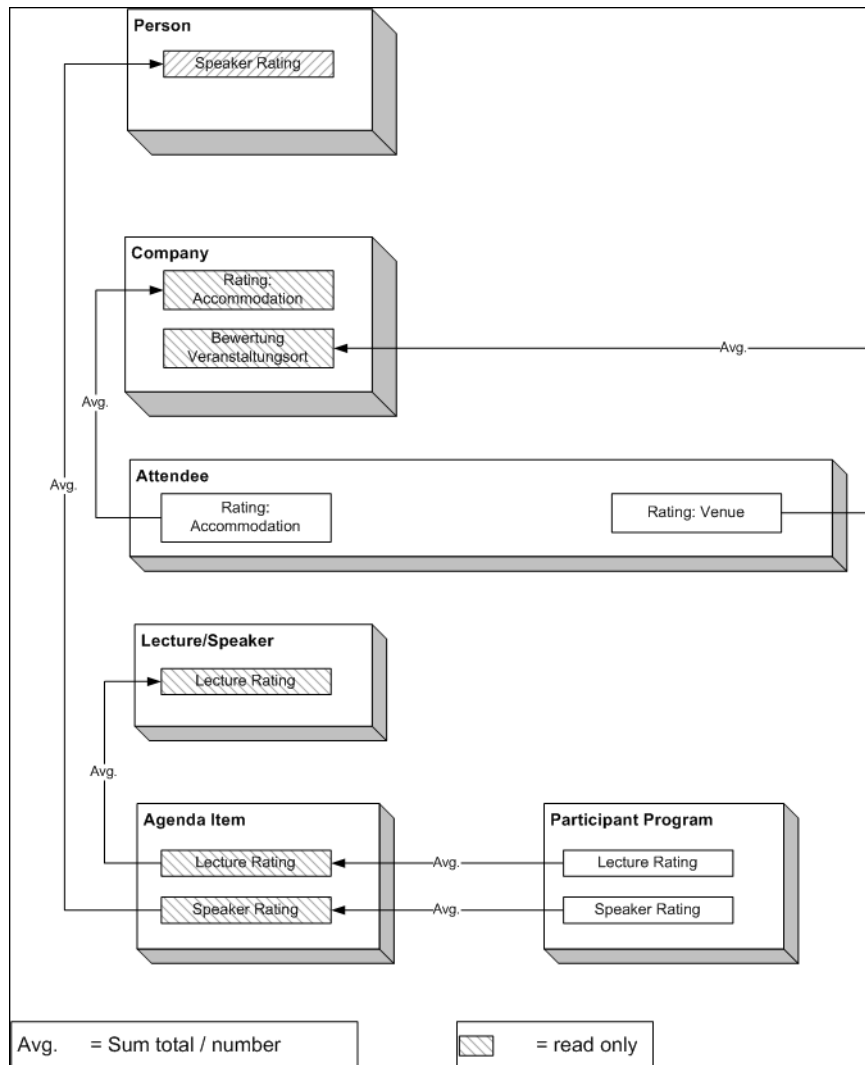 Person
Speaker Rating
Company
Rating:
Accommodation
Bewertung
Veranstaltungsort
Avg.
Avg.
Avg.
Attendee
Rating:
Accommodation
Rating: Venue
Lecture/Speaker
Lecture Rating
Avg.
Agenda Item
Participant Program
Lecture Rating
Avg.
Lecture Rating
Speaker Rating
Avg.
Speaker Rating
Avg. = Sum total / number
= read only